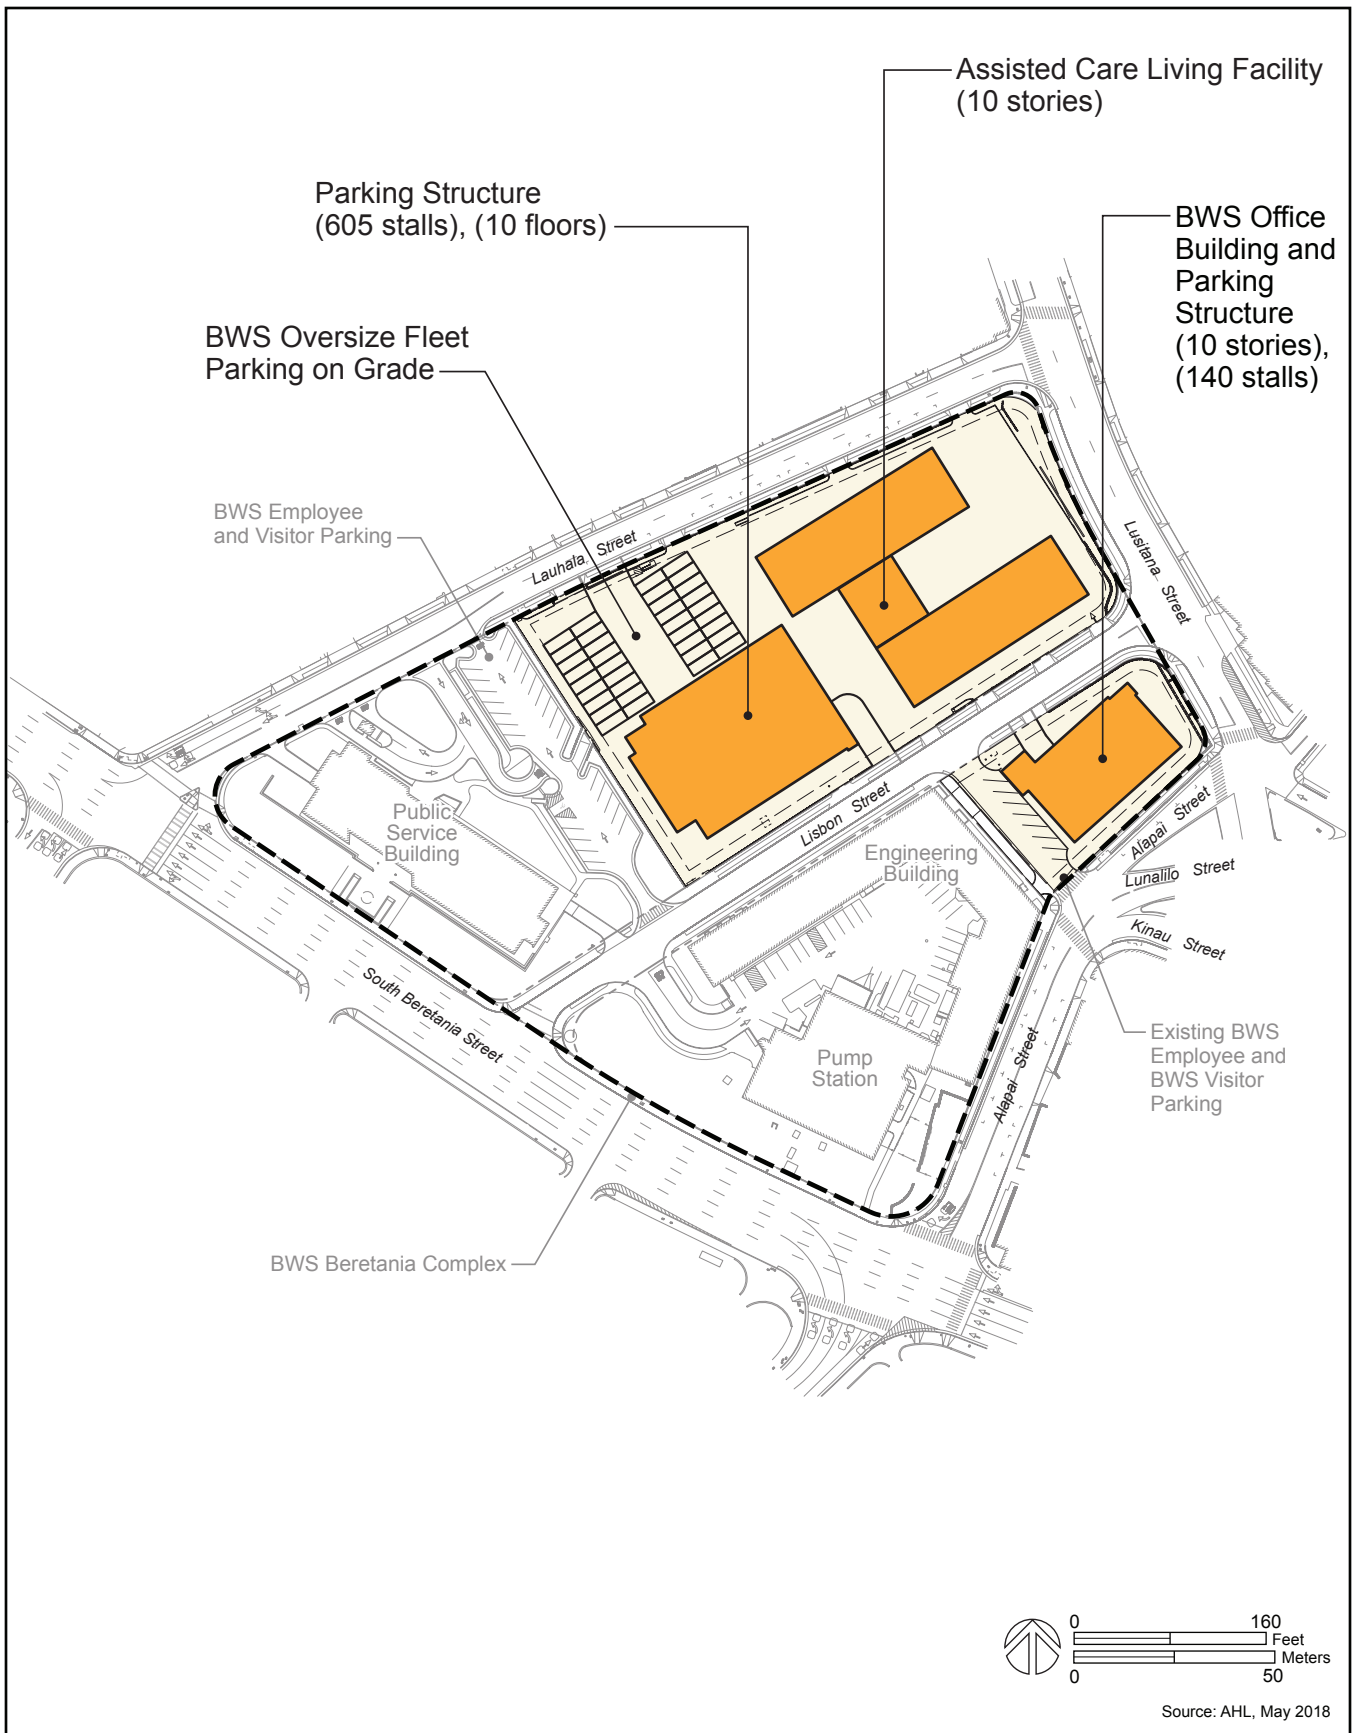 Assisted Care Living Facility
(10 stories)
Parking Structure
(605 stalls), (10 floors)
BWS Office
Building and
Parking
Structure
(10 stories),
(140 stalls)
BWS Oversize Fleet
Parking on Grade
BWS Employee
and Visitor Parking
Lauhala Street
Lusitana Street
Public
Service
Building
Lisbon Street
Engineering
Building
Alapai Street
Lunalilo Street
Kinau Street
South Beretania Street
Pump
Station
Alapai Street
Existing BWS
Employee and
BWS Visitor
Parking
BWS Beretania Complex
0 160
Feet
Meters
0 50
Source: AHL, May 2018